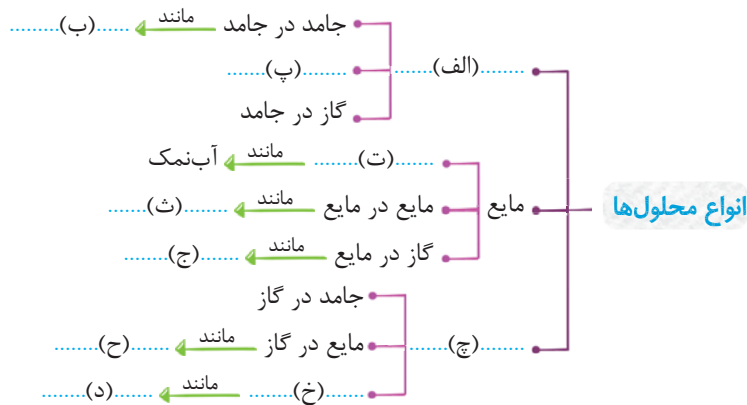 جامد در جامد مانند ......(ب).........
.......(الف).......
........(پ).......
گاز در جامد
.......(ت)....... مانند آب‌نمک
انواع محلول‌ها
مایع
مایع در مایع مانند .......(ث).......
گاز در مایع مانند .......(ج)........
جامد در گاز
.......(چ).......
مایع در گاز مانند .......(ح)........
.......(خ)........ مانند .......(د)........